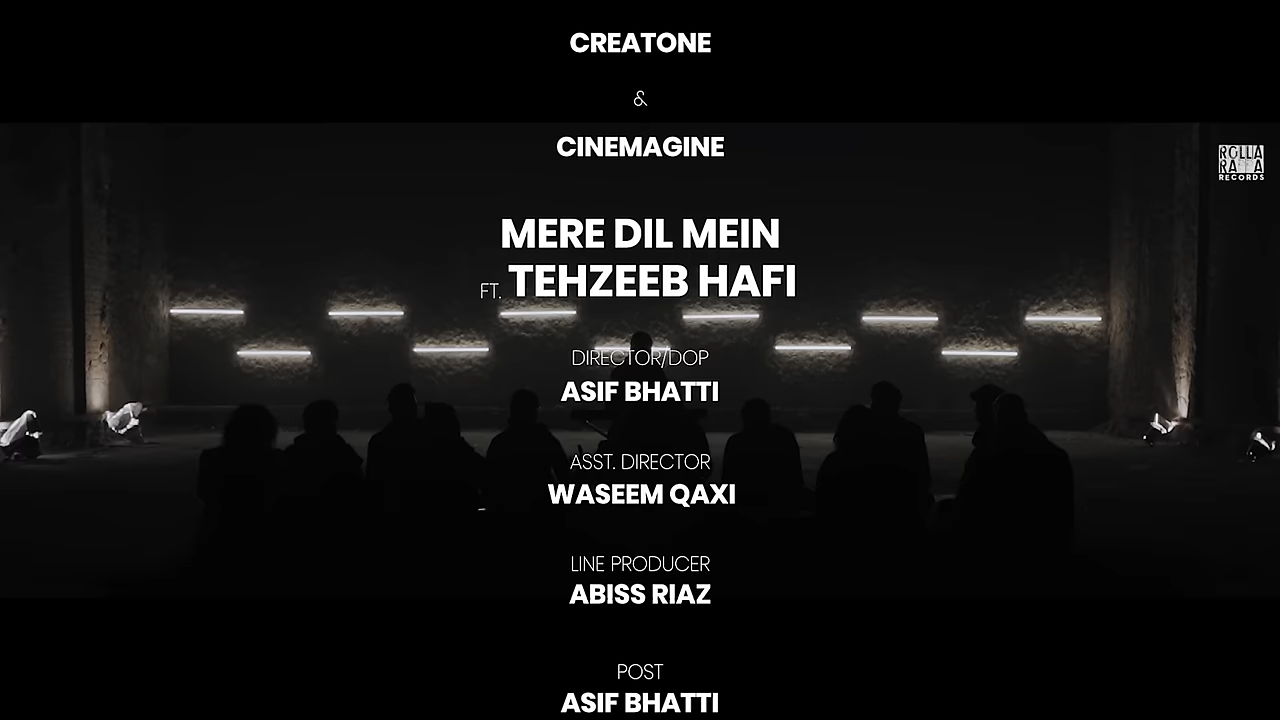 CREATONE
&
CINEMAGINE
MERE DIL MEIN
FT. TEHZEEB HAFI
DIRECTOR/DOP
ASIF BHATTI
ASST. DIRECTOR
WASEEM QAXI
LINE PRODUCER
ABISS RIAZ
POST
ASIF BHATTI
RECORDS